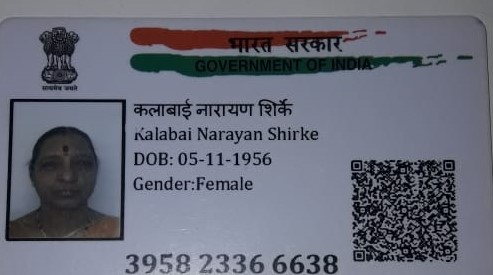 भारत सरकार
GOVERNMENT OF INDIA
सत्यमेव जयते
कलाबाई नारायण शिर्के
Kalabai Narayan Shirke
DOB: 05-11-1956
Gender:Female
3958 2336 6638